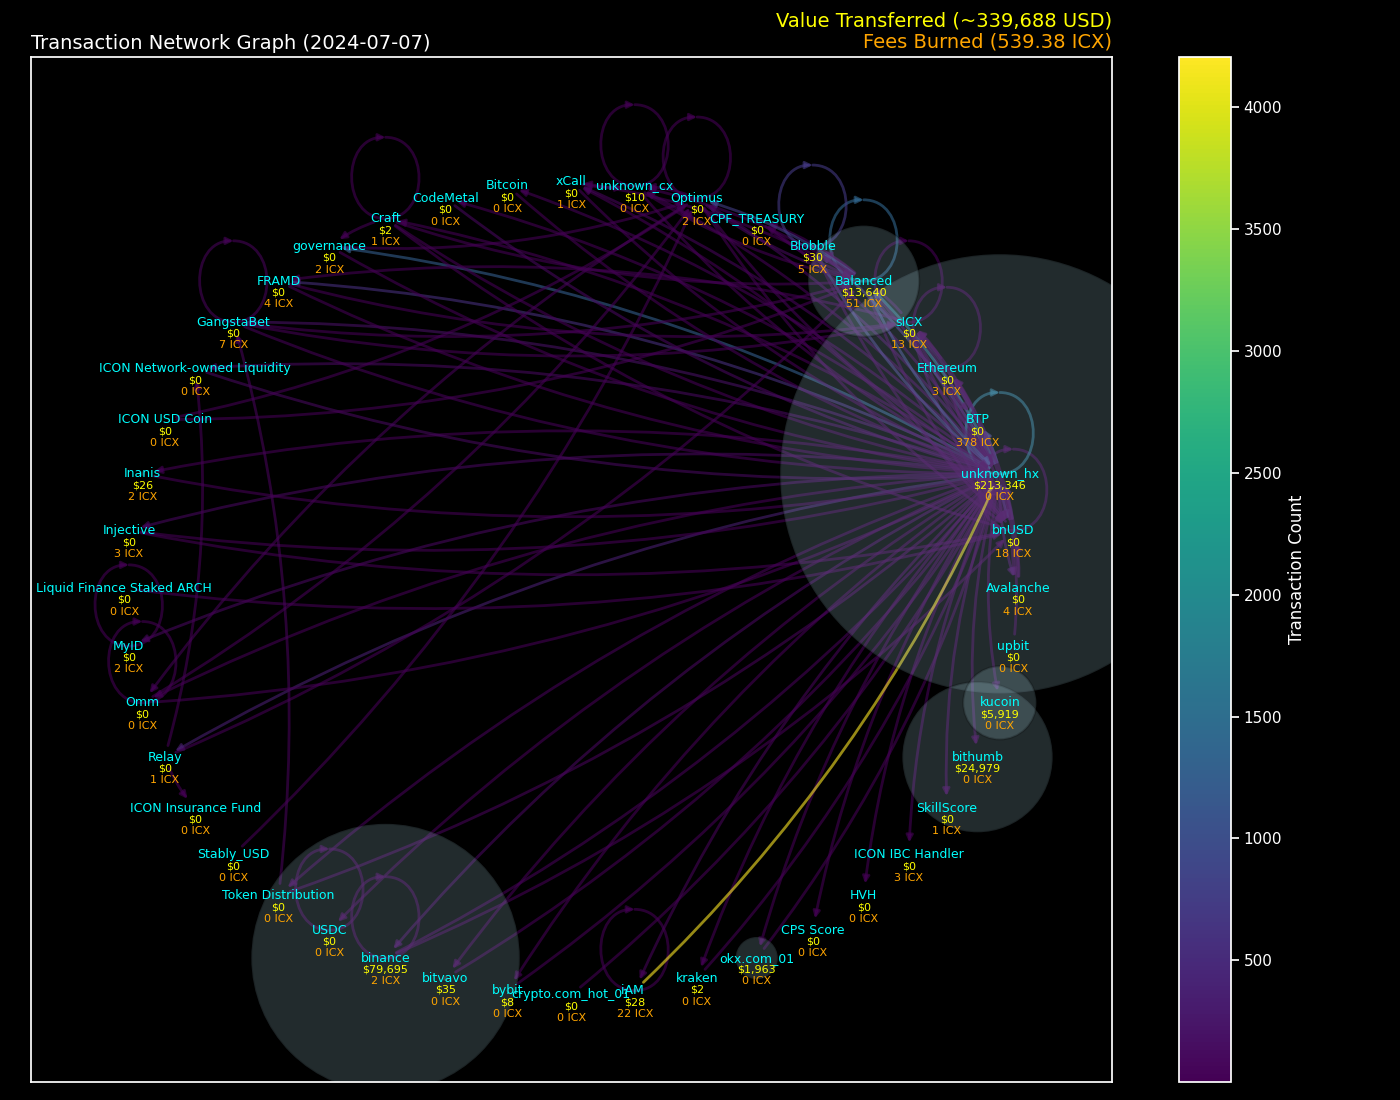 Value Transferred (~339,688 USD)
Transaction Network Graph (2024-07-07)
Fees Burned (539.38 ICX)
xCall
$0
1 ICX
Bitcoin
$0
0 ICX
unknown_cx
$10
0 ICX
CodeMetal
$0
0 ICX
Optimus
$0
2 ICX
Craft
$2
1 ICX
CPF_TREASURY
$0
0 ICX
governance
$0
2 ICX
Blobble
$30
5 ICX
FRAMD
$0
4 ICX
Balanced
$13,640
51 ICX
GangstaBet
$0
7 ICX
sICX
$0
13 ICX
ICON Network-owned Liquidity
$0
0 ICX
Ethereum
$0
3 ICX
ICON USD Coin
$0
0 ICX
BTP
$0
378 ICX
Inanis
$26
2 ICX
unknown_hx
$213,346
0 ICX
Injective
$0
3 ICX
bnUSD
$0
18 ICX
Liquid Finance Staked ARCH
$0
0 ICX
Avalanche
$0
4 ICX
MyID
$0
2 ICX
upbit
$0
0 ICX
Omm
$0
0 ICX
kucoin
$5,919
0 ICX
Relay
$0
1 ICX
bithumb
$24,979
0 ICX
ICON Insurance Fund
$0
0 ICX
SkillScore
$0
1 ICX
Stably_USD
$0
0 ICX
ICON IBC Handler
$0
3 ICX
Token Distribution
$0
0 ICX
HVH
$0
0 ICX
USDC
$0
0 ICX
CPS Score
$0
0 ICX
binance
$79,695
2 ICX
okx.com_01
$1,963
0 ICX
bitvavo
$35
0 ICX
kraken
$2
0 ICX
bybit
$8
0 ICX
crypto.com_hot_01
$0
0 ICX
iAM
$28
22 ICX
4000
3500
3000
2500
2000
1500
1000
500
Transaction Count